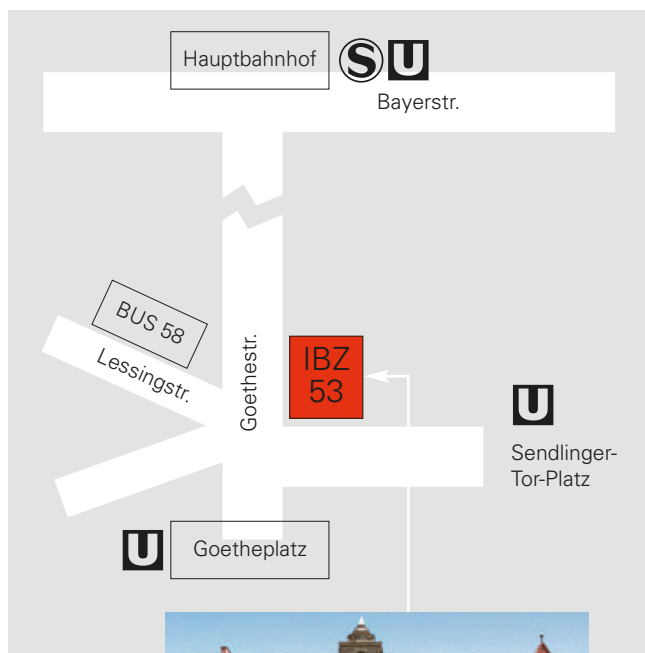 Hauptbahnhof
S U
Bayerstr.
BUS 58
Lessingstr.
Goethestr.
IBZ
53
U
Sendlinger-
Tor-Platz
U
Goetheplatz